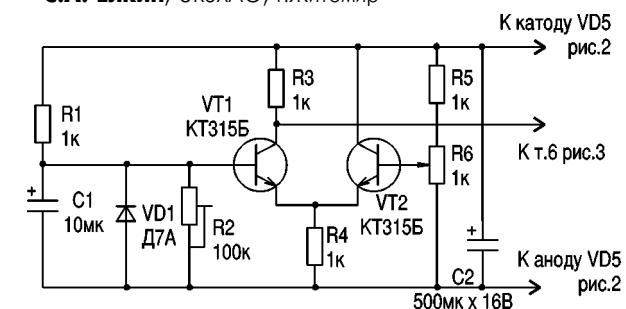 К катоду VD5
рис.2
R1
1к
R3
1к
R5
1к
VT1
КТ315Б
К т.6 рис.3
R6
1к
+
C1
10мк
VD1
Д7А
R2
100к
VT2
КТ315Б
R4
1к
+
C2
500мк х 16В
К аноду VD5
рис.2